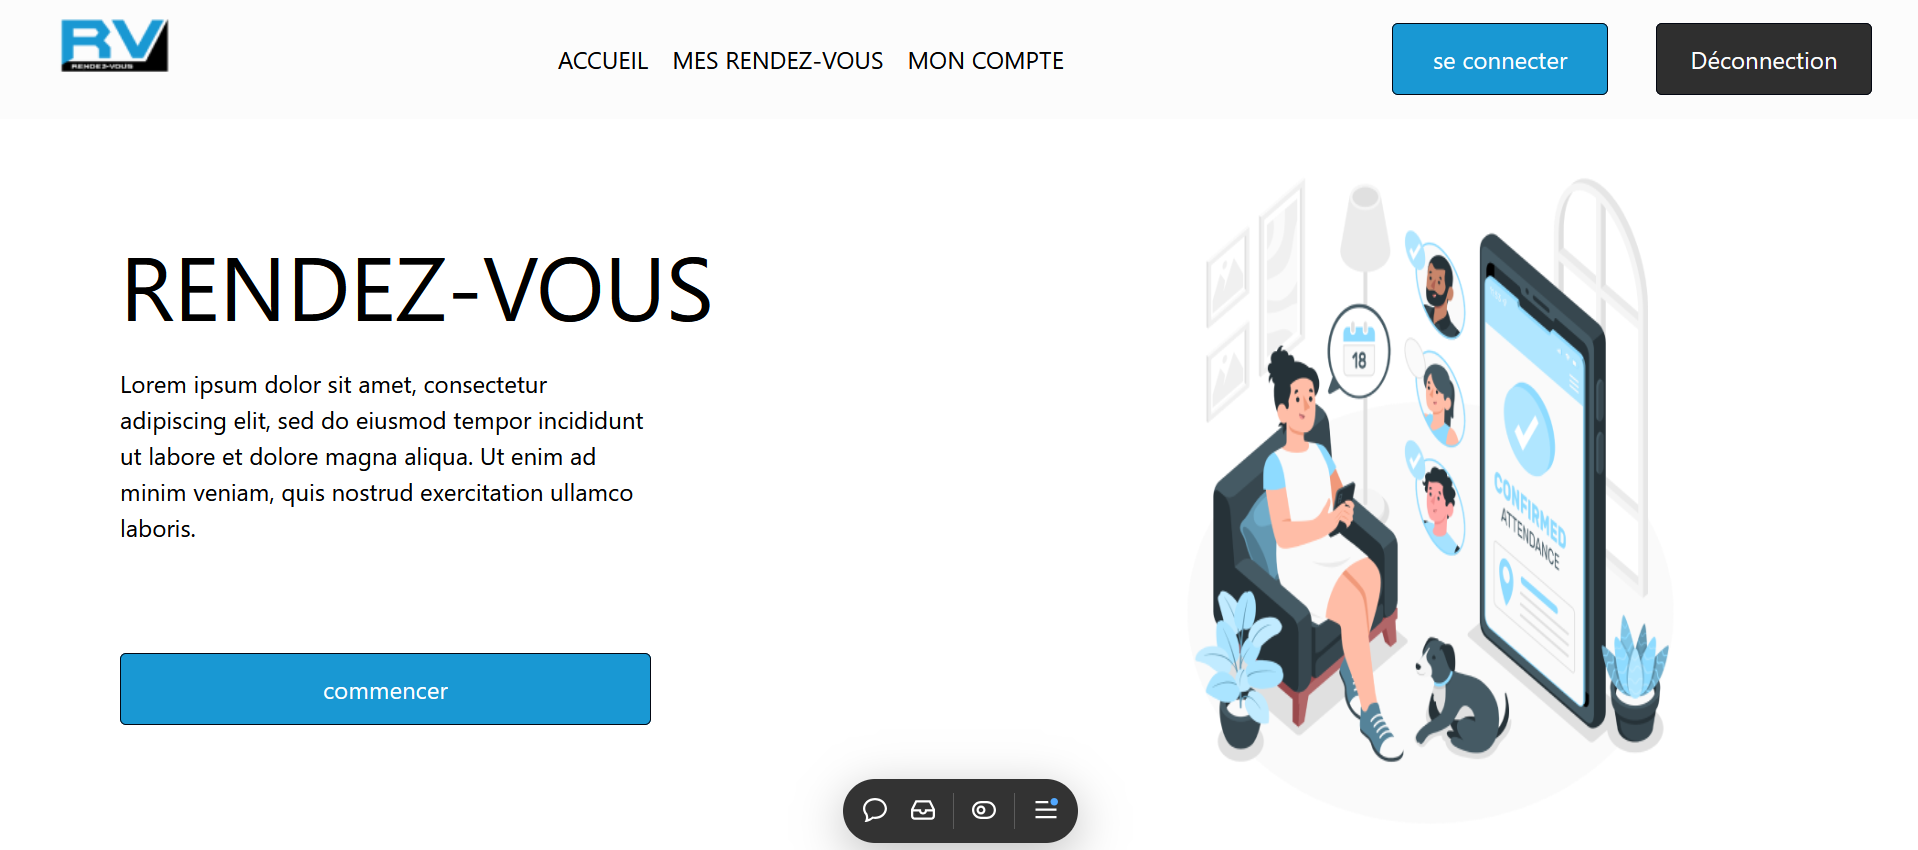 RV
RENDEZ-VOUS
ACCUEIL MES RENDEZ-VOUS MON COMPTE
se connecter
Déconnection
RENDEZ-VOUS
Lorem ipsum dolor sit amet, consectetur
adipiscing elit, sed do eiusmod tempor incididunt
ut labore et dolore magna aliqua. Ut enim ad
minim veniam, quis nostrud exercitation ullamco
laboris.
commencer
18
CONFIRMED
ATTENDANCE